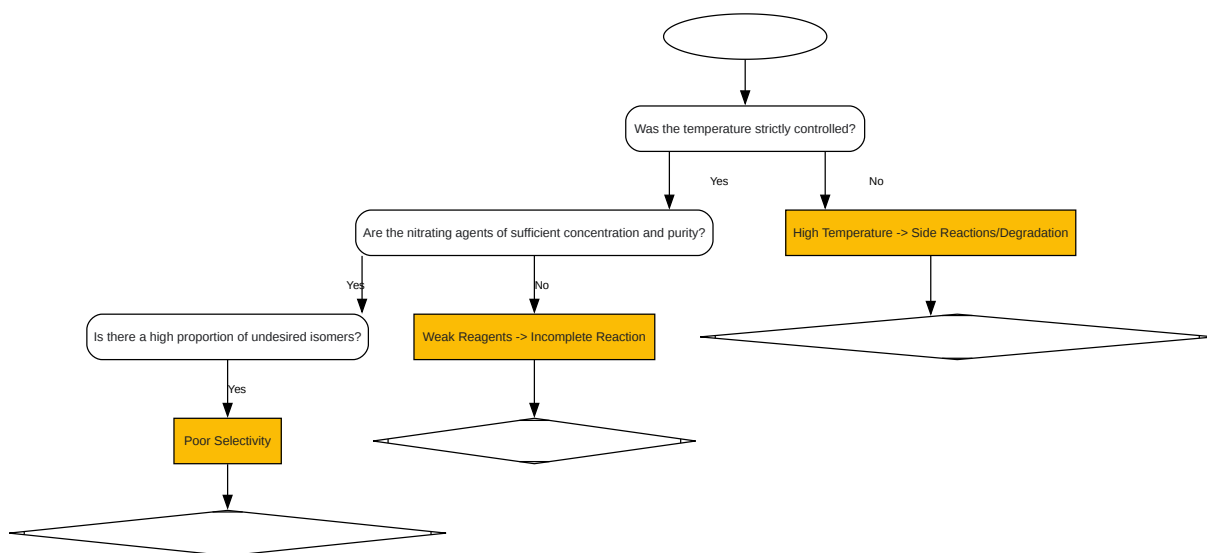 Was the temperature strictly controlled?
Yes
No
Are the nitrating agents of sufficient concentration and purity?
High Temperature -> Side Reactions/Degradation
Yes
No
Is there a high proportion of undesired isomers?
Weak Reagents -> Incomplete Reaction
Yes
Poor Selectivity